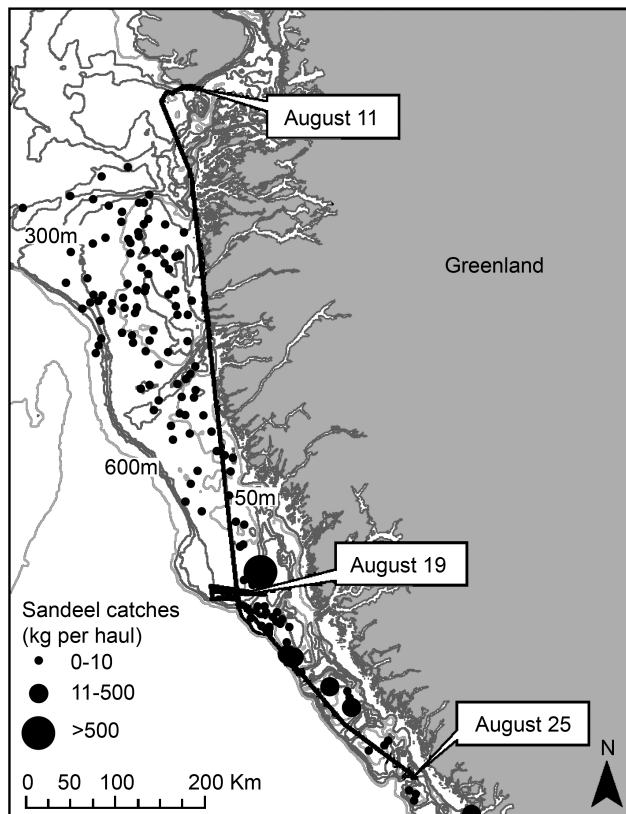 August 11
300m
Greenland
600m
50m
August 19
Sandeel catches
(kg per haul)
0-10
11-500
>500
August 25
N
0 50 100 200 Km